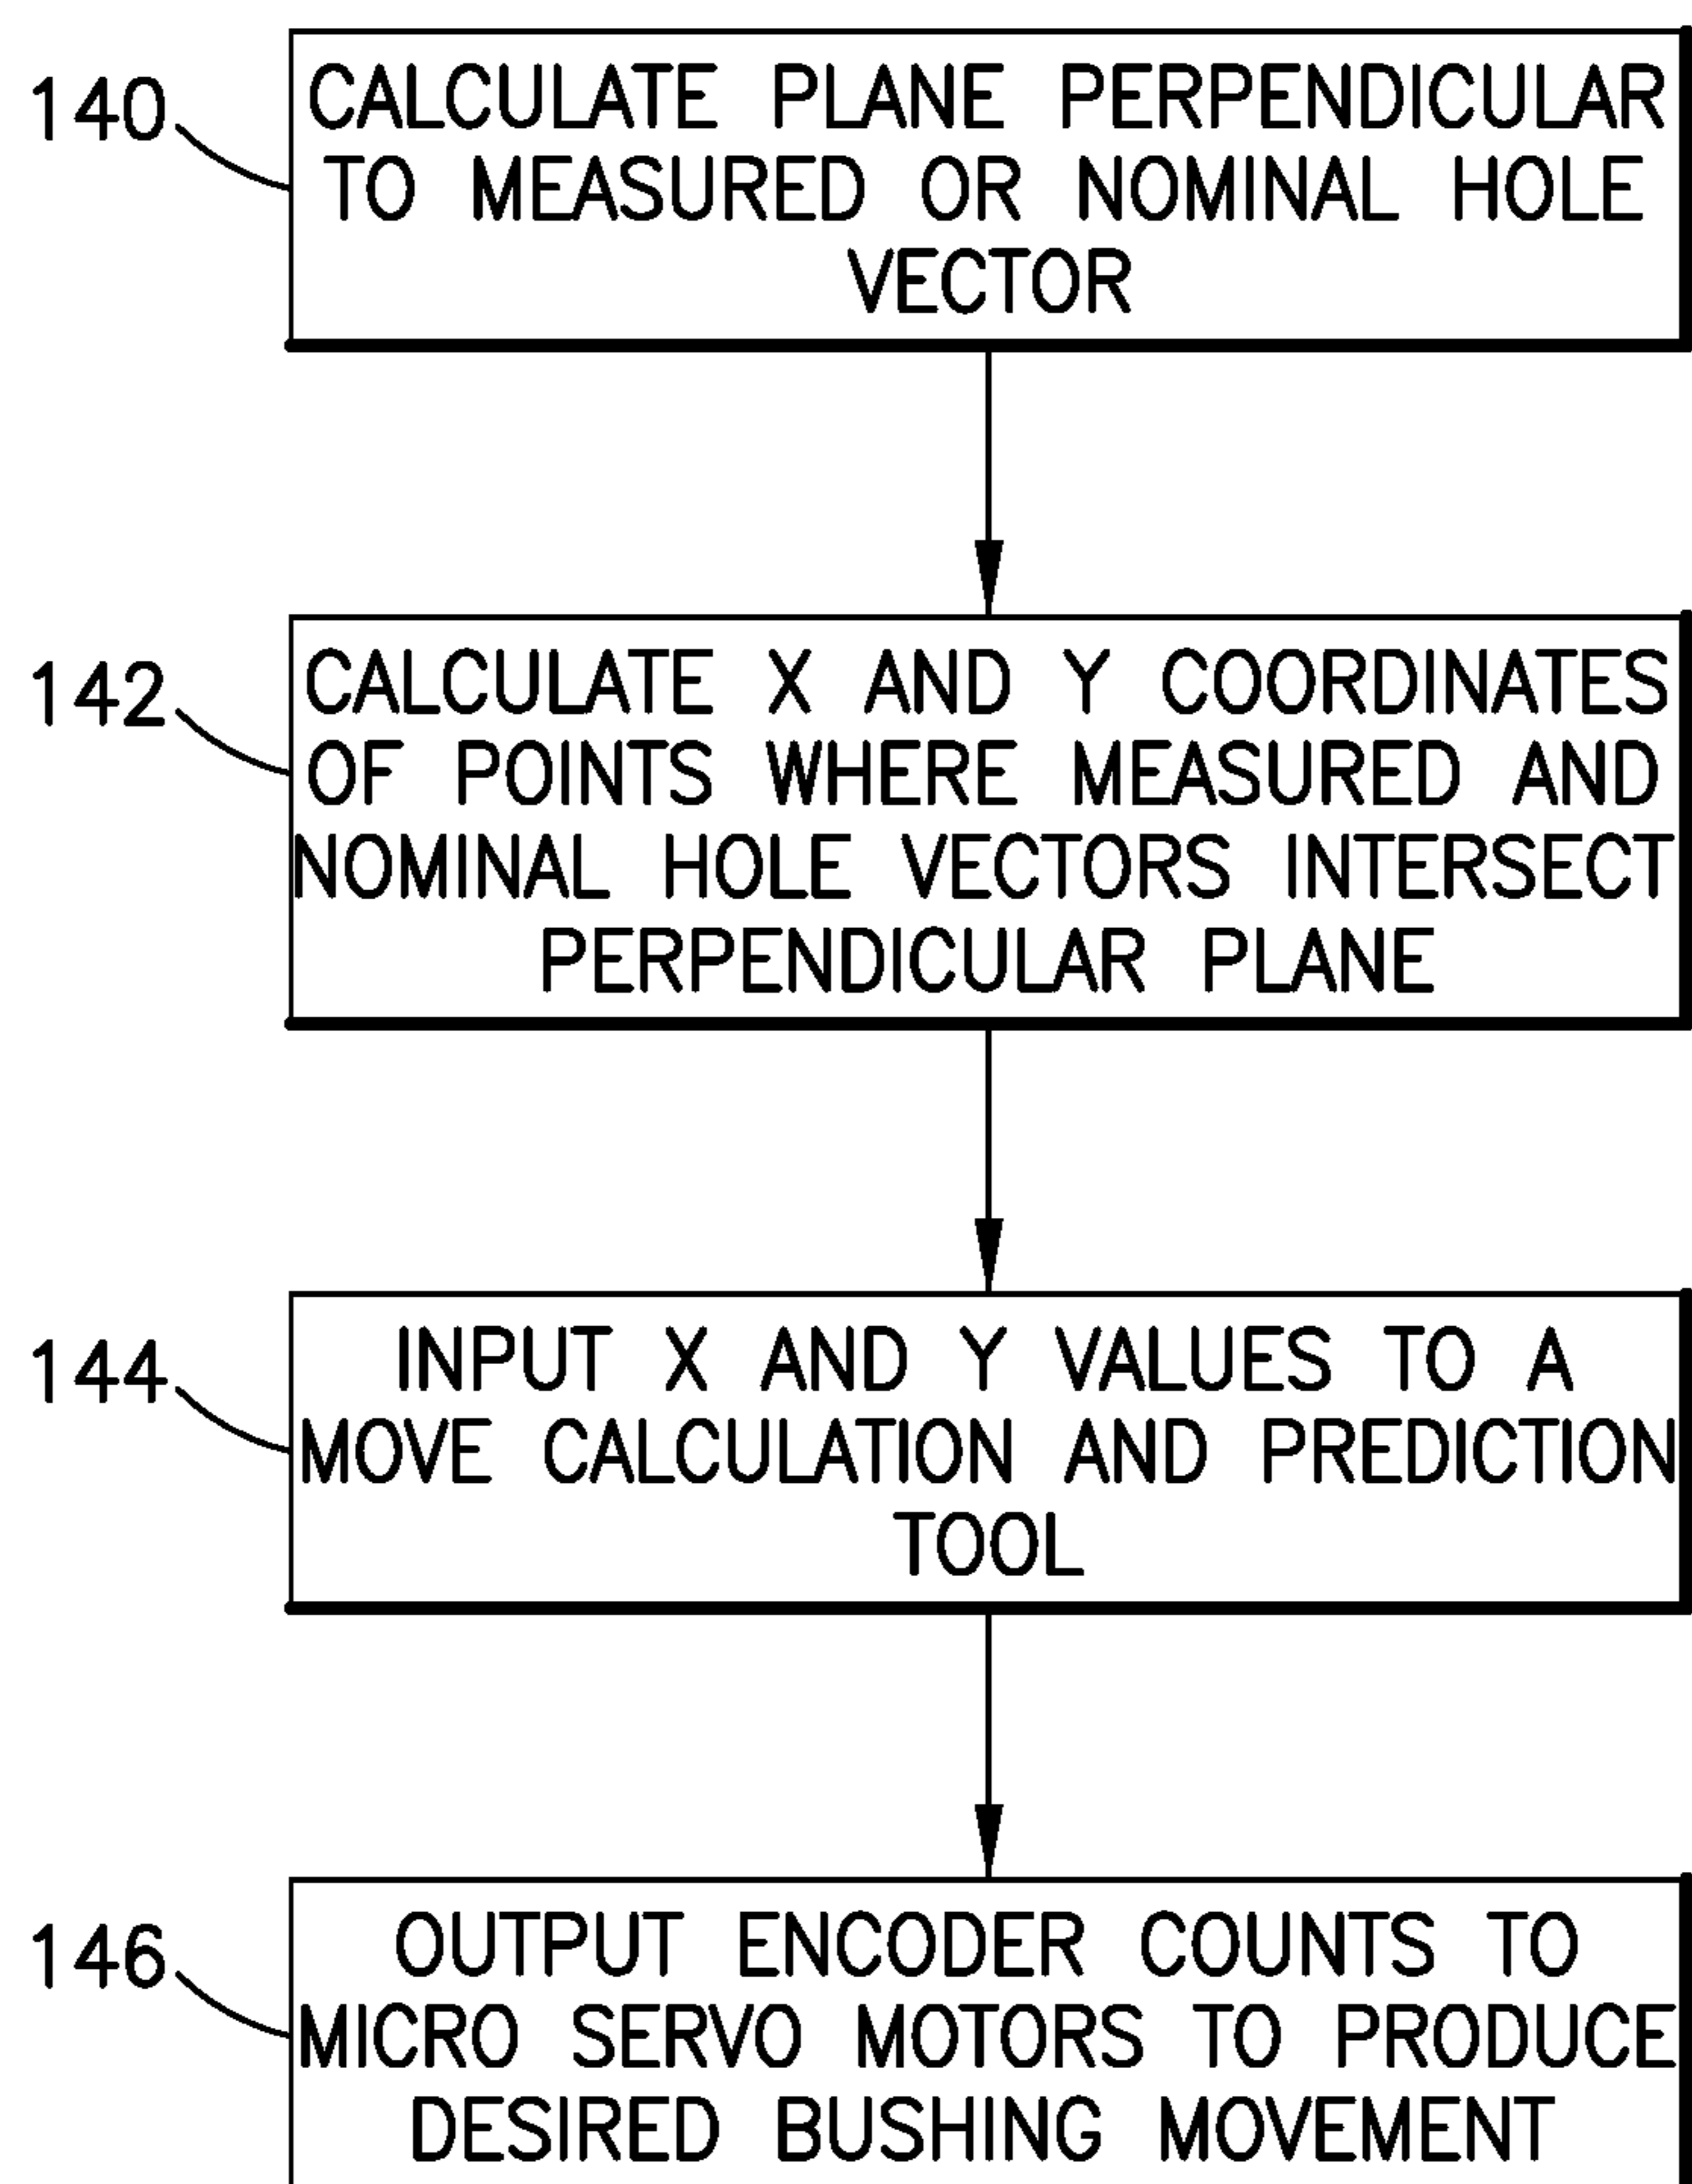 140
CALCULATE PLANE PERPENDICULAR
TO MEASURED OR NOMINAL HOLE
VECTOR
142
CALCULATE X AND Y COORDINATES
OF POINTS WHERE MEASURED AND
NOMINAL HOLE VECTORS INTERSECT
PERPENDICULAR PLANE
144
INPUT X AND Y VALUES TO A
MOVE CALCULATION AND PREDICTION
TOOL
146
OUTPUT ENCODER COUNTS TO
MICRO SERVO MOTORS TO PRODUCE
DESIRED BUSHING MOVEMENT